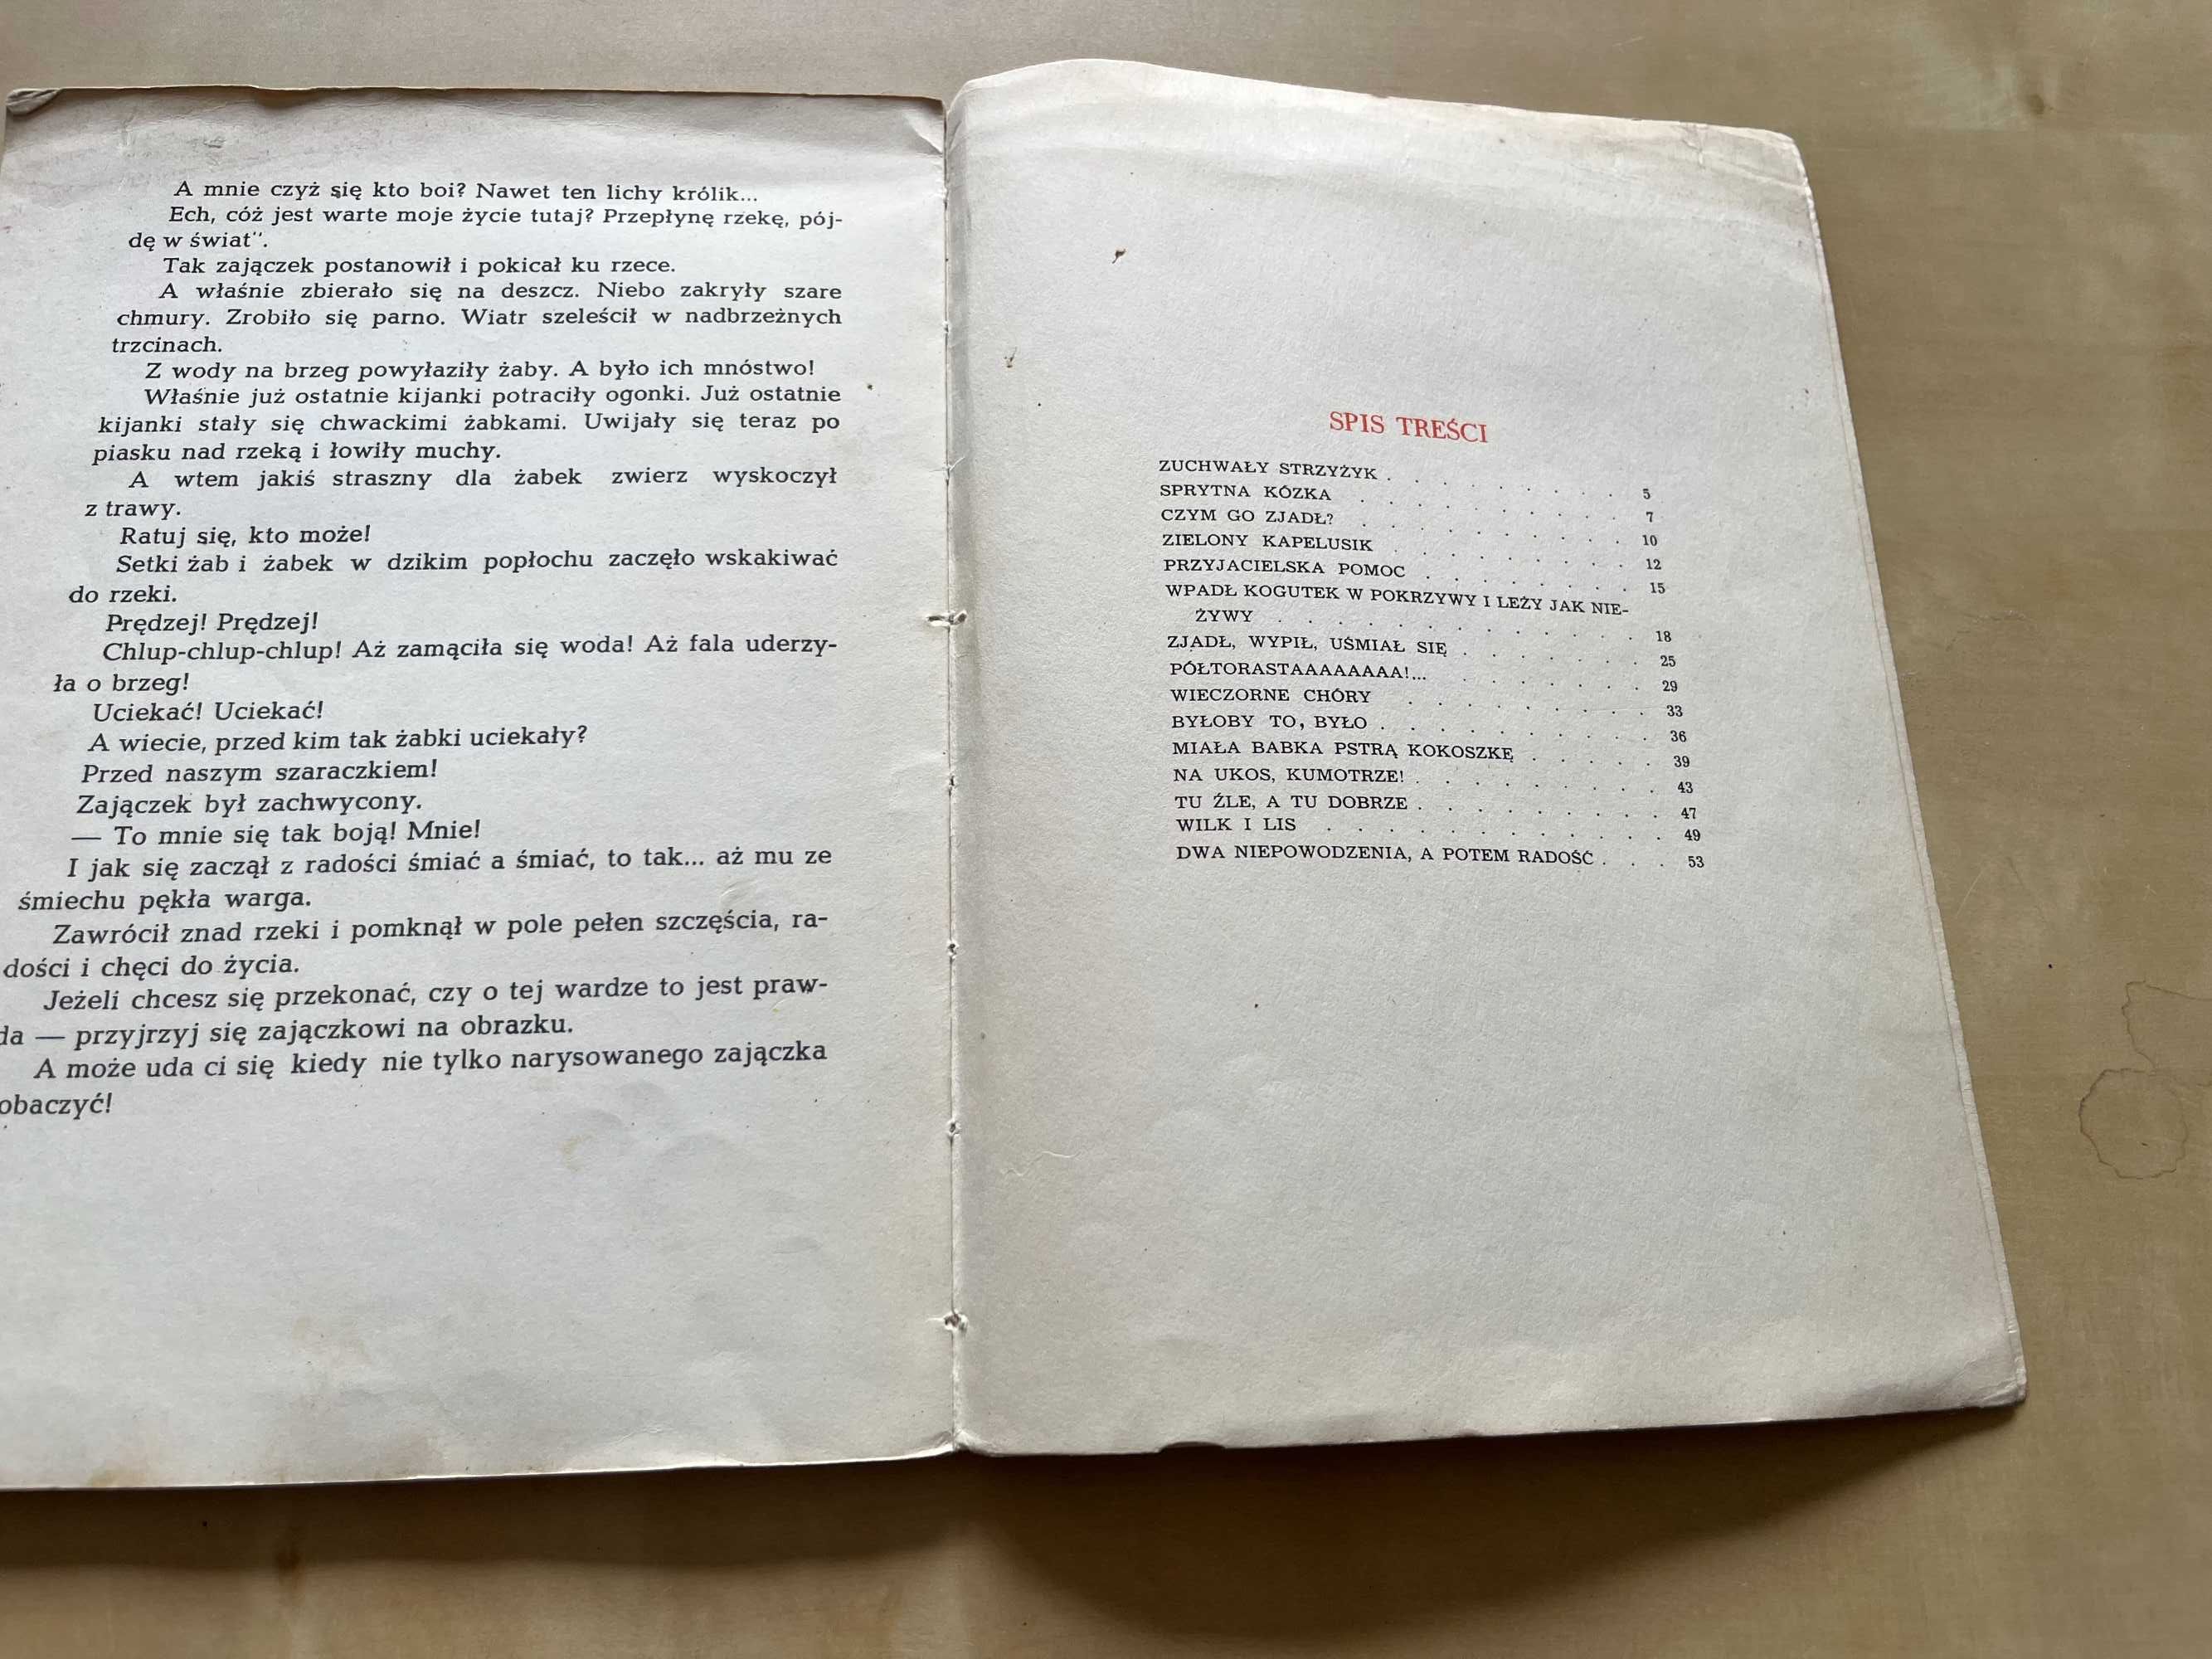 A mnie czyż się kto boi? Nawet ten lichy królik...
Ech, cóż jest warte moje życie tutaj? Przepłynę rzekę, pój-
dę w świat".
Tak zajączek postanowił i pokicał ku rzece.
A właśnie zbierało się na deszcz. Niebo zakryły szare
chmury. Zrobiło się parno. Wiatr szeleścił w nadbrzeżnych
trzcinach.
Z wody na brzeg powyłaziły żaby. A było ich mnóstwo!
Właśnie już ostatnie kijanki potraciły ogonki. Już ostatnie
kijanki stały się chwackimi żabkami. Uwijały się teraz po
piasku nad rzeką i łowiły muchy.
A wtem jakiś straszny dla żabek zwierz wyskoczył
z trawy.
Ratuj się, kto może!
Setki żab i żabek w dzikim popłochu zaczęło wskakiwać
do rzeki.
Prędzej! Prędzej!
Chlup-chlup-chlup! Aż zamąciła się woda! Aż fala uderzy-
ła o brzeg!
Uciekać! Uciekać!
A wiecie, przed kim tak żabki uciekały?
Przed naszym szaraczkiem!
Zajączek był zachwycony.
— To mnie się tak boją! Mnie!
I jak się zaczął z radości śmiać a śmiać, to tak... aż mu ze
śmiechu pękła warga.
Zawrócił znad rzeki i pomknął w pole pełen szczęścia, ra-
dości i chęci do życia.
Jeżeli chcesz się przekonać, czy o tej wardze to jest praw-
da — przyjrzyj się zajączkowi na obrazku.
A może uda ci się kiedy nie tylko narysowanego zajączka
obaczyć!
SPIS TREŚCI
ZUCHWAŁY STRZYŻYK . . . . . . . . . 5
SPRYTNA KÓZKA . . . . . . . . . . 7
CZYM GO ZJADŁ? . . . . . . . . . . 10
ZIELONY KAPELUSIK . . . . . . . . . 12
PRZYJACIELSKA POMOC . . . . . . . . 15
WPADŁ KOGUTEK W POKRZYWY I LEŻY JAK NIE-
ŻYWY . . . . . . . . . . . . . 18
ZJADŁ, WYPIŁ, UŚMIAŁ SIĘ . . . . . . . 25
PÓŁTORASTAAAAAAAA!... . . . . . . . 29
WIECZORNE CHÓRY . . . . . . . . . 33
BYŁOBY TO, BYŁO . . . . . . . . . . 36
MIAŁA BABKA PSTRĄ KOKOSZKĘ . . . . . 39
NA UKOS, KUMOTRZE! . . . . . . . . . 43
TU ŹLE, A TU DOBRZE . . . . . . . . . 47
WILK I LIS . . . . . . . . . . . . 49
DWA NIEPOWODZENIA, A POTEM RADOŚĆ . . . . 53